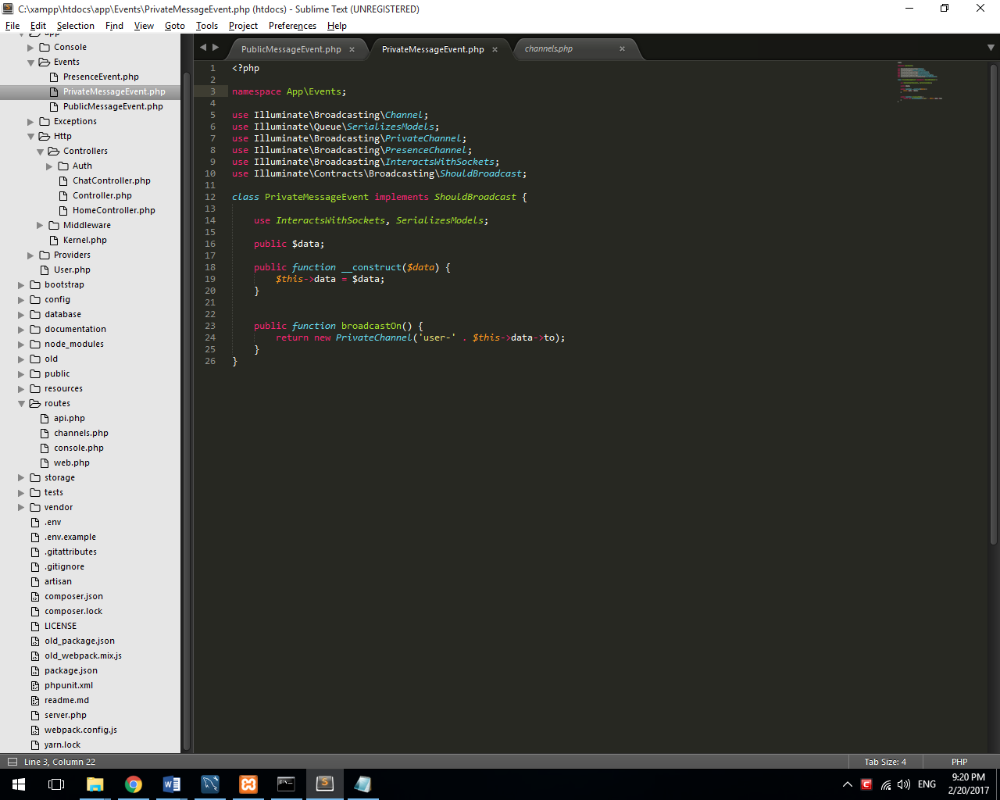 C:\xampp\htdocs\app\Events\PrivateMessageEvent.php (htdocs) - Sublime Text (UNREGISTERED)
File Edit Selection Find View Goto Tools Project Preferences Help
app
Console
Events
PresenceEvent.php
PrivateMessageEvent.php
PublicMessageEvent.php
Exceptions
Http
Controllers
Auth
ChatController.php
Controller.php
HomeController.php
Middleware
Kernel.php
Providers
User.php
bootstrap
config
database
documentation
node_modules
old
public
resources
routes
api.php
channels.php
console.php
web.php
storage
tests
vendor
.env
.env.example
.gitattributes
.gitignore
artisan
composer.json
composer.lock
LICENSE
old_package.json
old_webpack.mix.js
package.json
phpunit.xml
readme.md
server.php
webpack.config.js
yarn.lock
PublicMessageEvent.php × PrivateMessageEvent.php × channels.php ×
1 <?php
2
3 namespace App\Events;
4
5 use Illuminate\Broadcasting\Channel;
6 use Illuminate\Queue\SerializesModels;
7 use Illuminate\Broadcasting\PrivateChannel;
8 use Illuminate\Broadcasting\PresenceChannel;
9 use Illuminate\Broadcasting\InteractsWithSockets;
10 use Illuminate\Contracts\Broadcasting\ShouldBroadcast;
11
12 class PrivateMessageEvent implements ShouldBroadcast {
13
14 use InteractsWithSockets, SerializesModels;
15
16 public $data;
17
18 public function __construct($data) {
19 $this->data = $data;
20 }
21
22
23 public function broadcastOn() {
24 return new PrivateChannel('user-' . $this->data->to);
25 }
26 }
Line 3, Column 22 Tab Size: 4 PHP
ENG
9:20 PM
2/20/2017